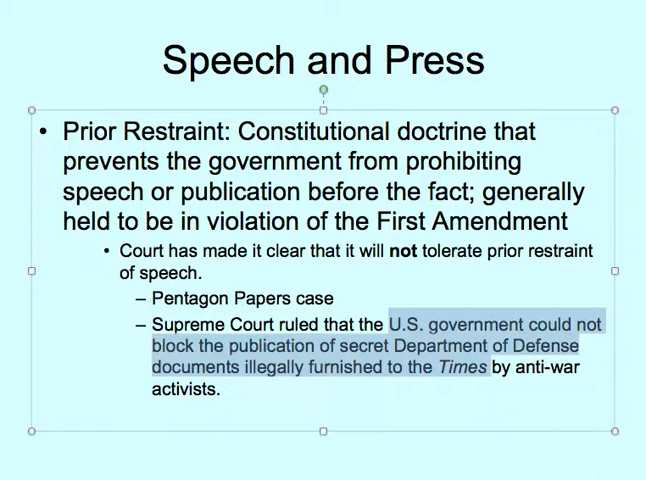 Speech and Press
• Prior Restraint: Constitutional doctrine that
prevents the government from prohibiting
speech or publication before the fact; generally
held to be in violation of the First Amendment
• Court has made it clear that it will not tolerate prior restraint
of speech.
– Pentagon Papers case
– Supreme Court ruled that the U.S. government could not
block the publication of secret Department of Defense
documents illegally furnished to the Times by anti-war
activists.